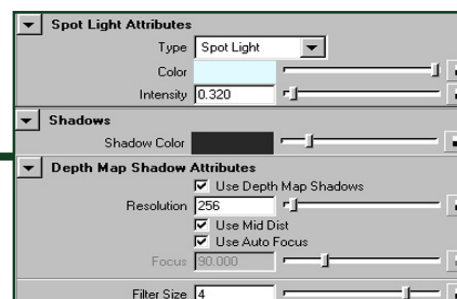 Spot Light Attributes
Type Spot Light
Color
Intensity 0.320
Shadows
Shadow Color
Depth Map Shadow Attributes
Use Depth Map Shadows
Resolution 256
Use Mid Dist
Use Auto Focus
Focus 90.000
Filter Size 4